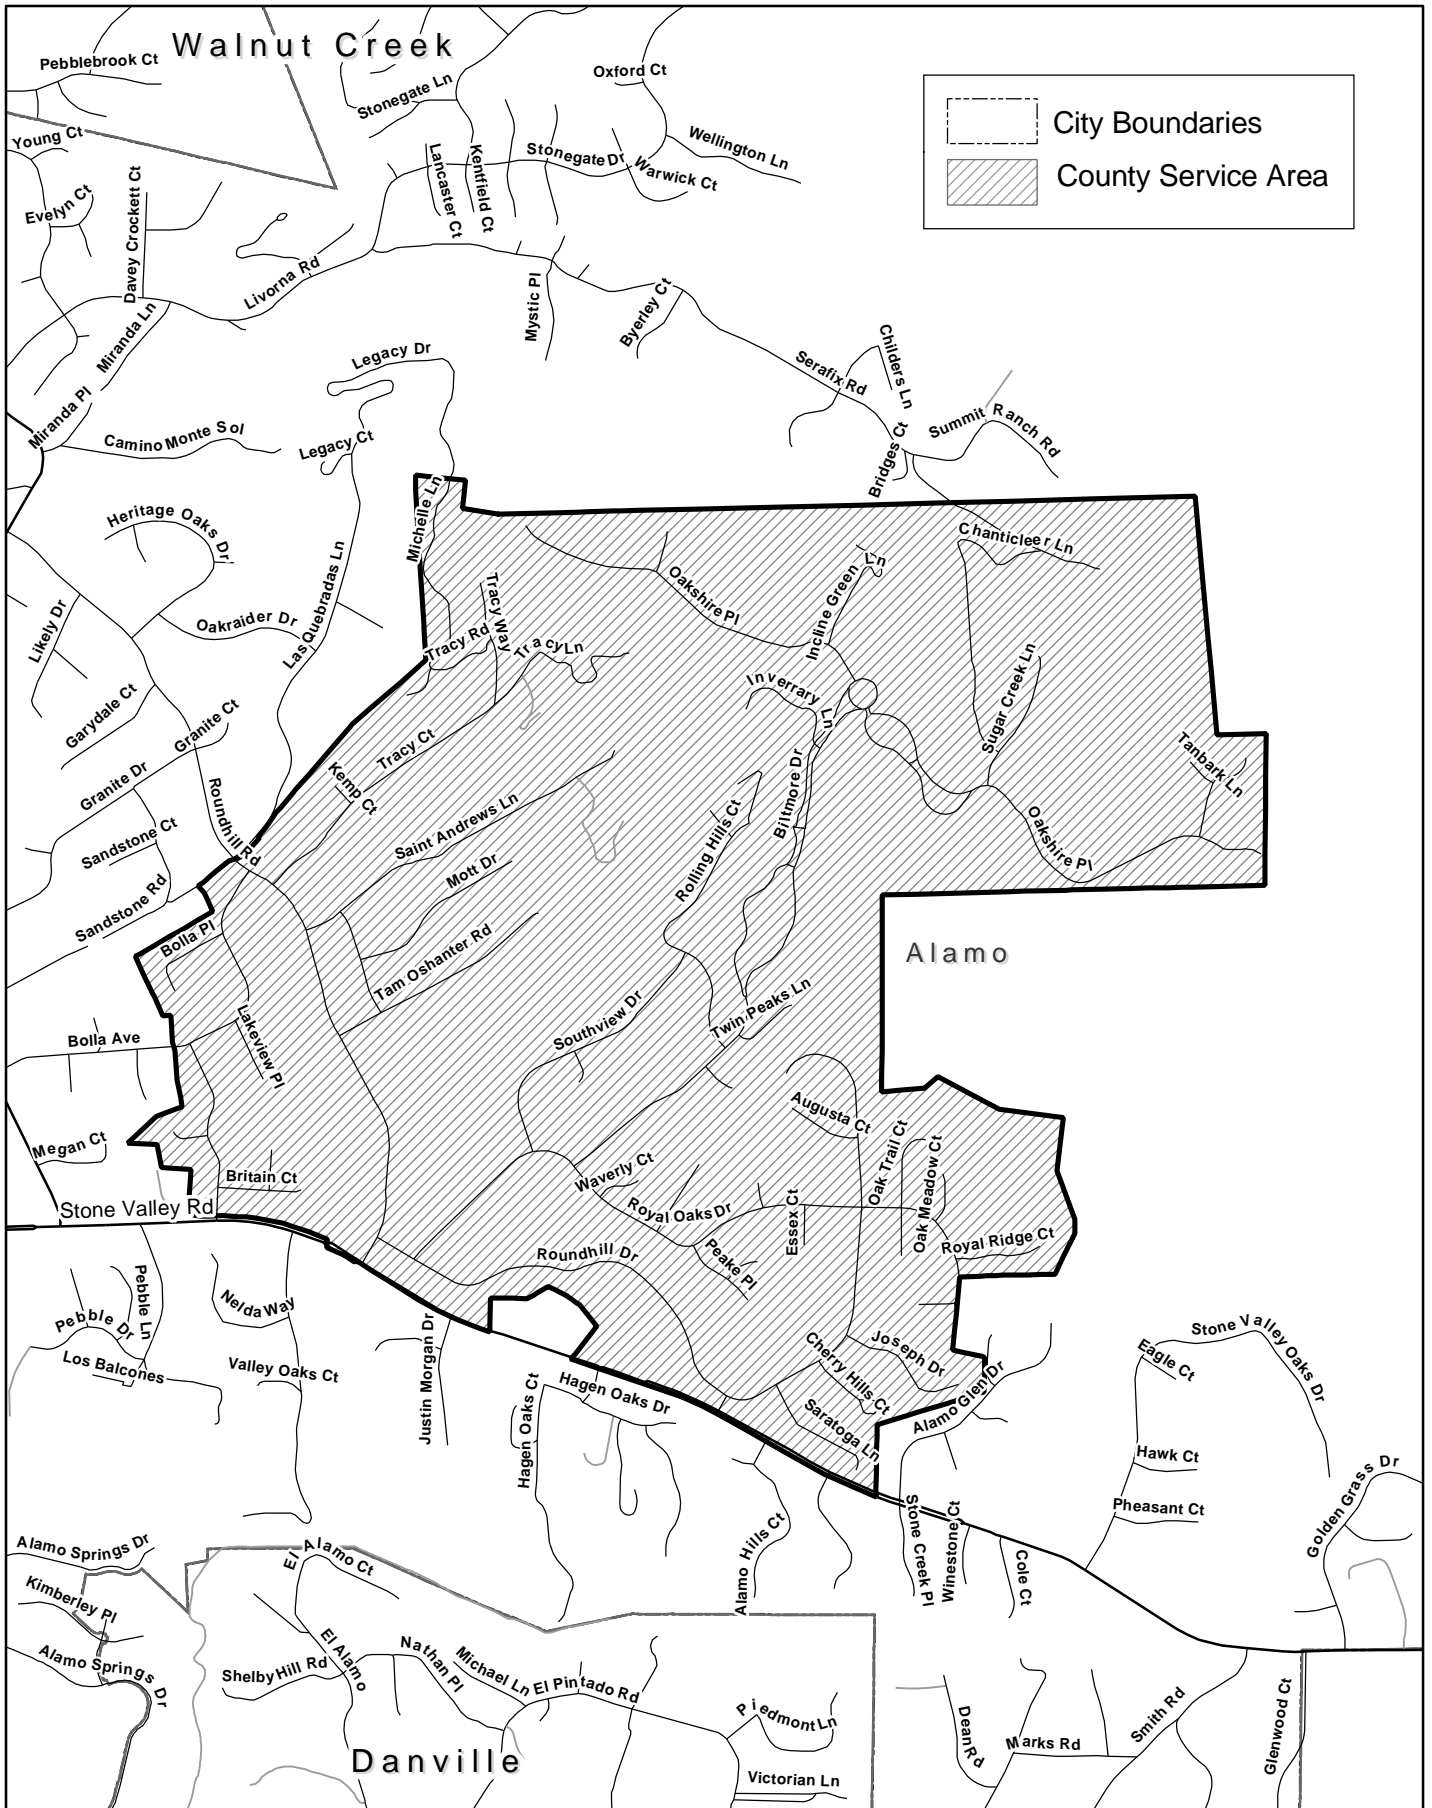 Walnut Creek
Pebblebrook Ct
Stonegate Ln
Oxford Ct
City Boundaries
County Service Area
Young Ct
Wellington Ln
Stonegate Dr
Warwick Ct
Lancaster Ct
Kentfield Ct
Evelyn Ct
Davey Crockett Ct
Livorna Rd
Mystic Pl
Byerley Ct
Miranda Ln
Legacy Dr
Serafix Rd
Childers Ln
Miranda Pl
Camino Monte Sol
Legacy Ct
Summit Ranch Rd
Bridges Ct
Michelle Ln
Heritage Oaks Dr
Chanticleer Ln
Las Quebradas Ln
Tracy Way
Oakshire Pl
Incline Green Ln
Likely Dr
Oakraider Dr
Tracy Rd
Tracy Ln
Inverrary Ln
Sugar Creek Ln
Garydale Ct
Granite Ct
Tracy Ct
Tanbark Ln
Granite Dr
Kemp Ct
Roundhill Rd
Saint Andrews Ln
Biltmore Dr
Rolling Hills Ct
Oakshire Pl
Sandstone Ct
Mott Dr
Sandstone Rd
Bolla Pl
Tam Oshanter Rd
Alamo
Southview Dr
Twin Peaks Ln
Bolla Ave
Lakeview Pl
Augusta Ct
Megan Ct
Oak Trail Ct
Oak Meadow Ct
Britain Ct
Waverly Ct
Stone Valley Rd
Royal Oaks Dr
Essex Ct
Royal Ridge Ct
Roundhill Dr
Peake Pl
Pebble Ln
Nelda Way
Pebble Dr
Los Balcones
Valley Oaks Ct
Justin Morgan Dr
Cherry Hills Ct
Joseph Dr
Stone Valley Oaks Dr
Eagle Ct
Hagen Oaks Ct
Hagen Oaks Dr
Saratoga Ln
Alamo Glen Dr
Hawk Ct
Pheasant Ct
Golden Grass Dr
Stone Creek Pl
Winestone Ct
Alamo Hills Ct
Cole Ct
Alamo Springs Dr
El Alamo Ct
Kimberley Pl
Alamo Springs Dr
Shelby Hill Rd
El Alamo
Nathan Pl
Michael Ln
El Pintado Rd
Piedmont Ln
Dean Rd
Marks Rd
Smith Rd
Glenwood Ct
Danville
Victorian Ln